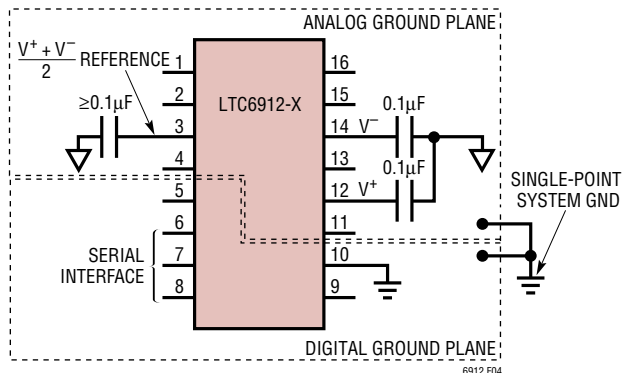 ANALOG GROUND PLANE
V+ + V−
2
REFERENCE
≥0.1µF
LTC6912-X
1
2
3
4
5
6
7
8
16
15
14
13
12
11
10
9
V−
0.1µF
V+
0.1µF
SINGLE-POINT
SYSTEM GND
SERIAL
INTERFACE
DIGITAL GROUND PLANE
6912 F04